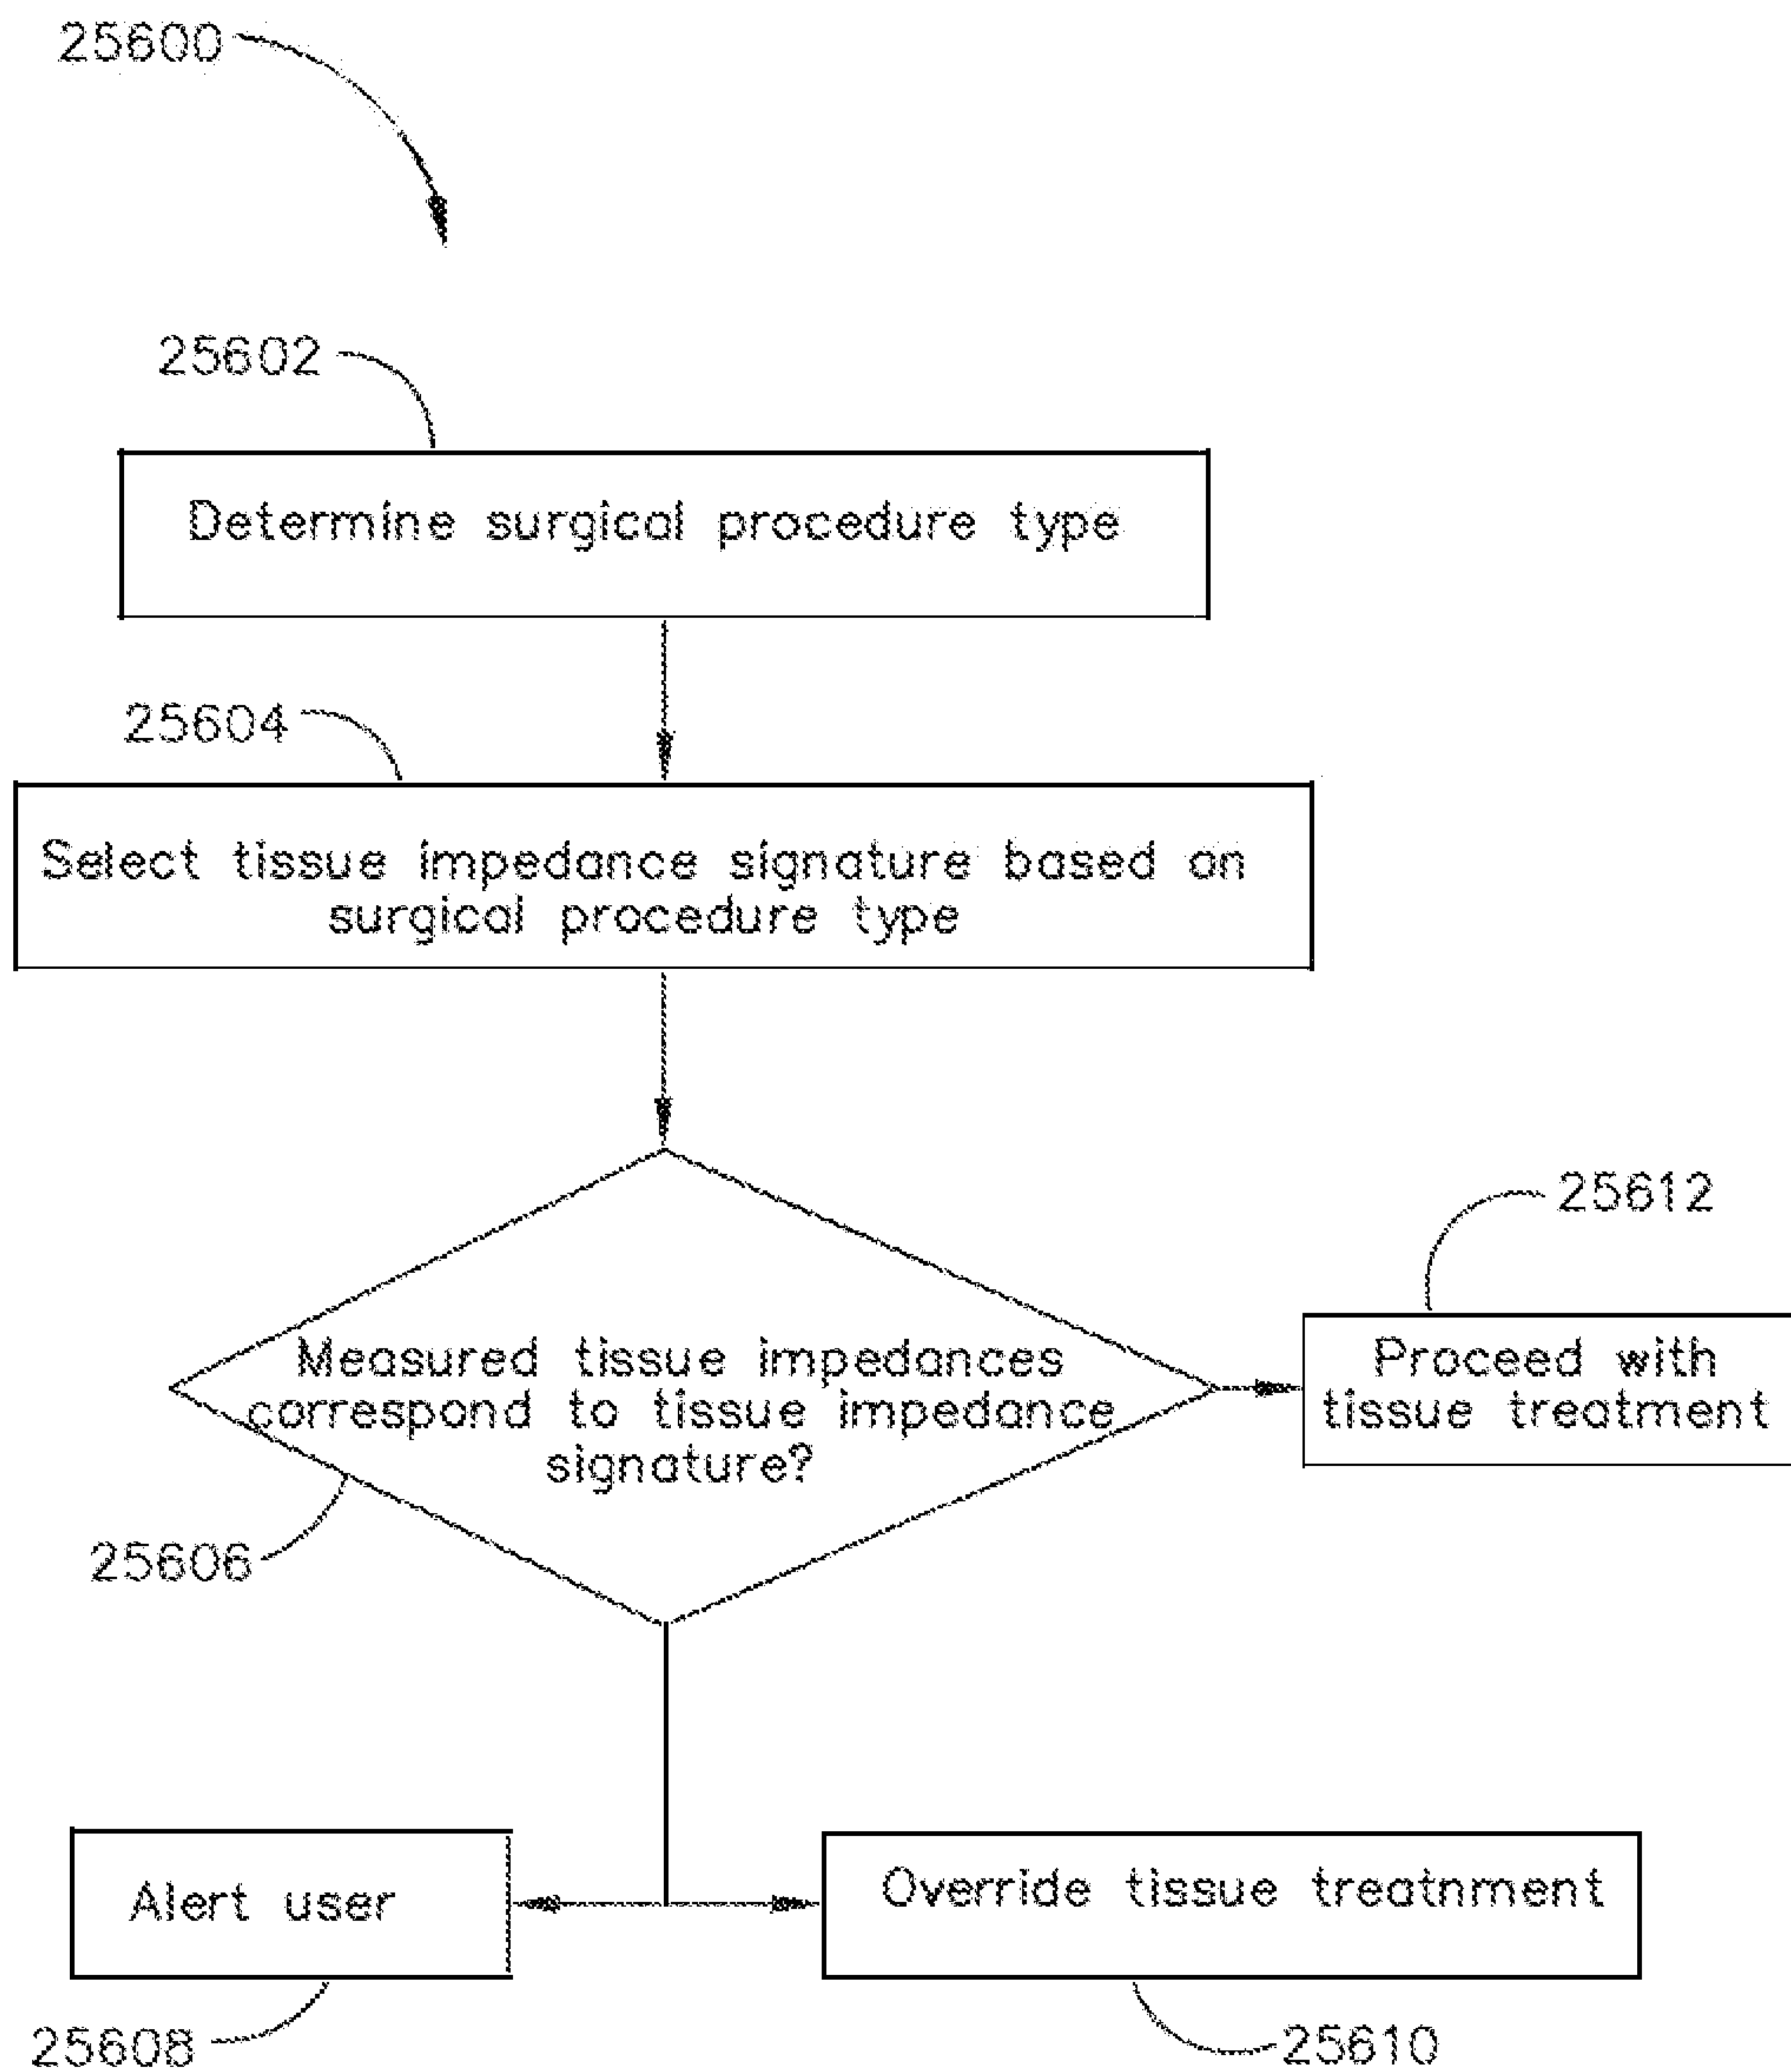 25600
25602
Determine surgical procedure type
25604
Select tissue impedance signature based an
surgical procedure type
25612
Measured tissue impedances
correspond to tissue impedance
signature?
Proceed with
tissue treatment
25606
Alert user
Override tissue treatnment
25608
25610